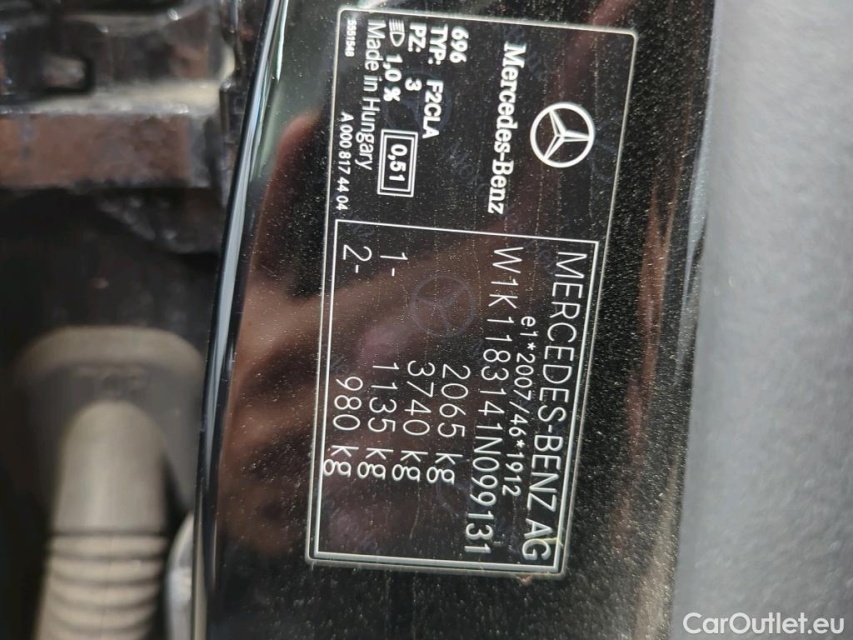 Mercedes-Benz
696
TYP: F2CLA
PZ: 3
1,0 %
0,51
Made in Hungary
5551540
A 000 817 44 04
MERCEDES-BENZ AG
e1*2007/46*1912
W1K1183141N099131
2065 kg
3740 kg
1- 1135 kg
2- 980 kg
CarOutlet.eu